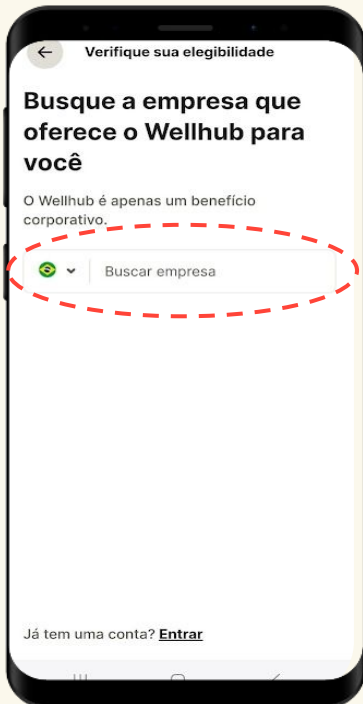 Verifique sua elegibilidade
Busque a empresa que
oferece o Wellhub para
você
O Wellhub é apenas um benefício
corporativo.
Buscar empresa
Já tem uma conta? Entrar